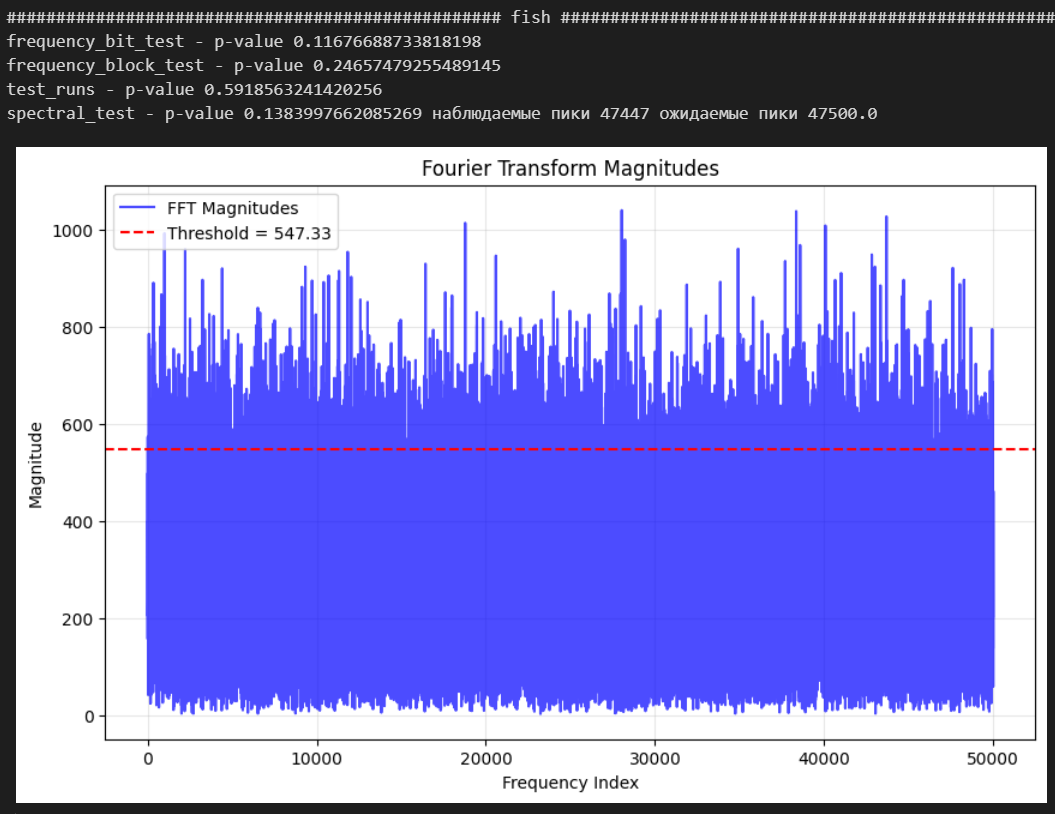 ################################################## fish ##################################################
frequency_bit_test - p-value 0.11676688733818198
frequency_block_test - p-value 0.24657479255489145
test_runs - p-value 0.5918563241420256
spectral_test - p-value 0.1383997662085269 наблюдаемые пики 47447 ожидаемые пики 47500.0
Fourier Transform Magnitudes
FFT Magnitudes
Threshold = 547.33
1000
800
600
400
200
0
Magnitude
0 10000 20000 30000 40000 50000
Frequency Index